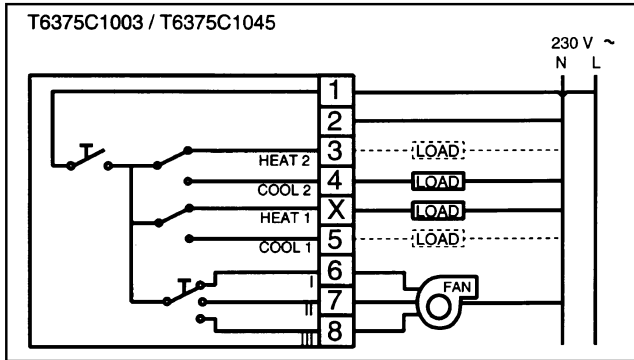 T6375C1003 / T6375C1045
230 V ~
N L
1
2
T
HEAT 2 3 LOAD
COOL 2 4 LOAD
HEAT 1 X LOAD
COOL 1 5 LOAD
6
T I FAN
II 7
III 8